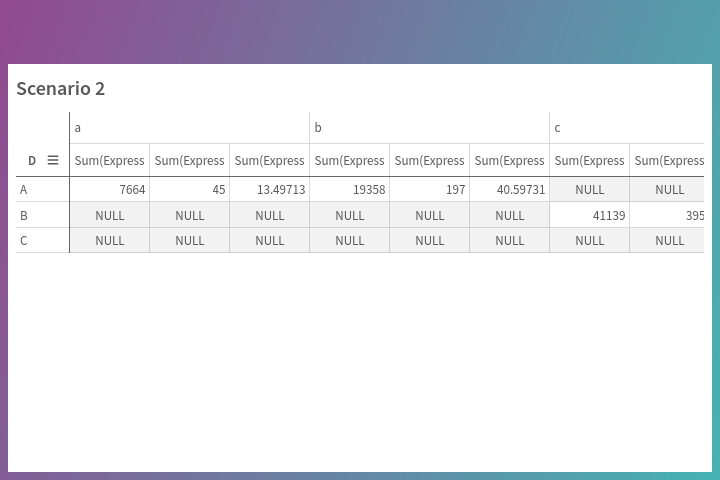 Scenario 2
a b c
D Sum(Express Sum(Express Sum(Express Sum(Express Sum(Express Sum(Express Sum(Express Sum(Express
A 7664 45 13.49713 19358 197 40.59731 NULL NULL
B NULL NULL NULL NULL NULL NULL 41139 395
C NULL NULL NULL NULL NULL NULL NULL NULL